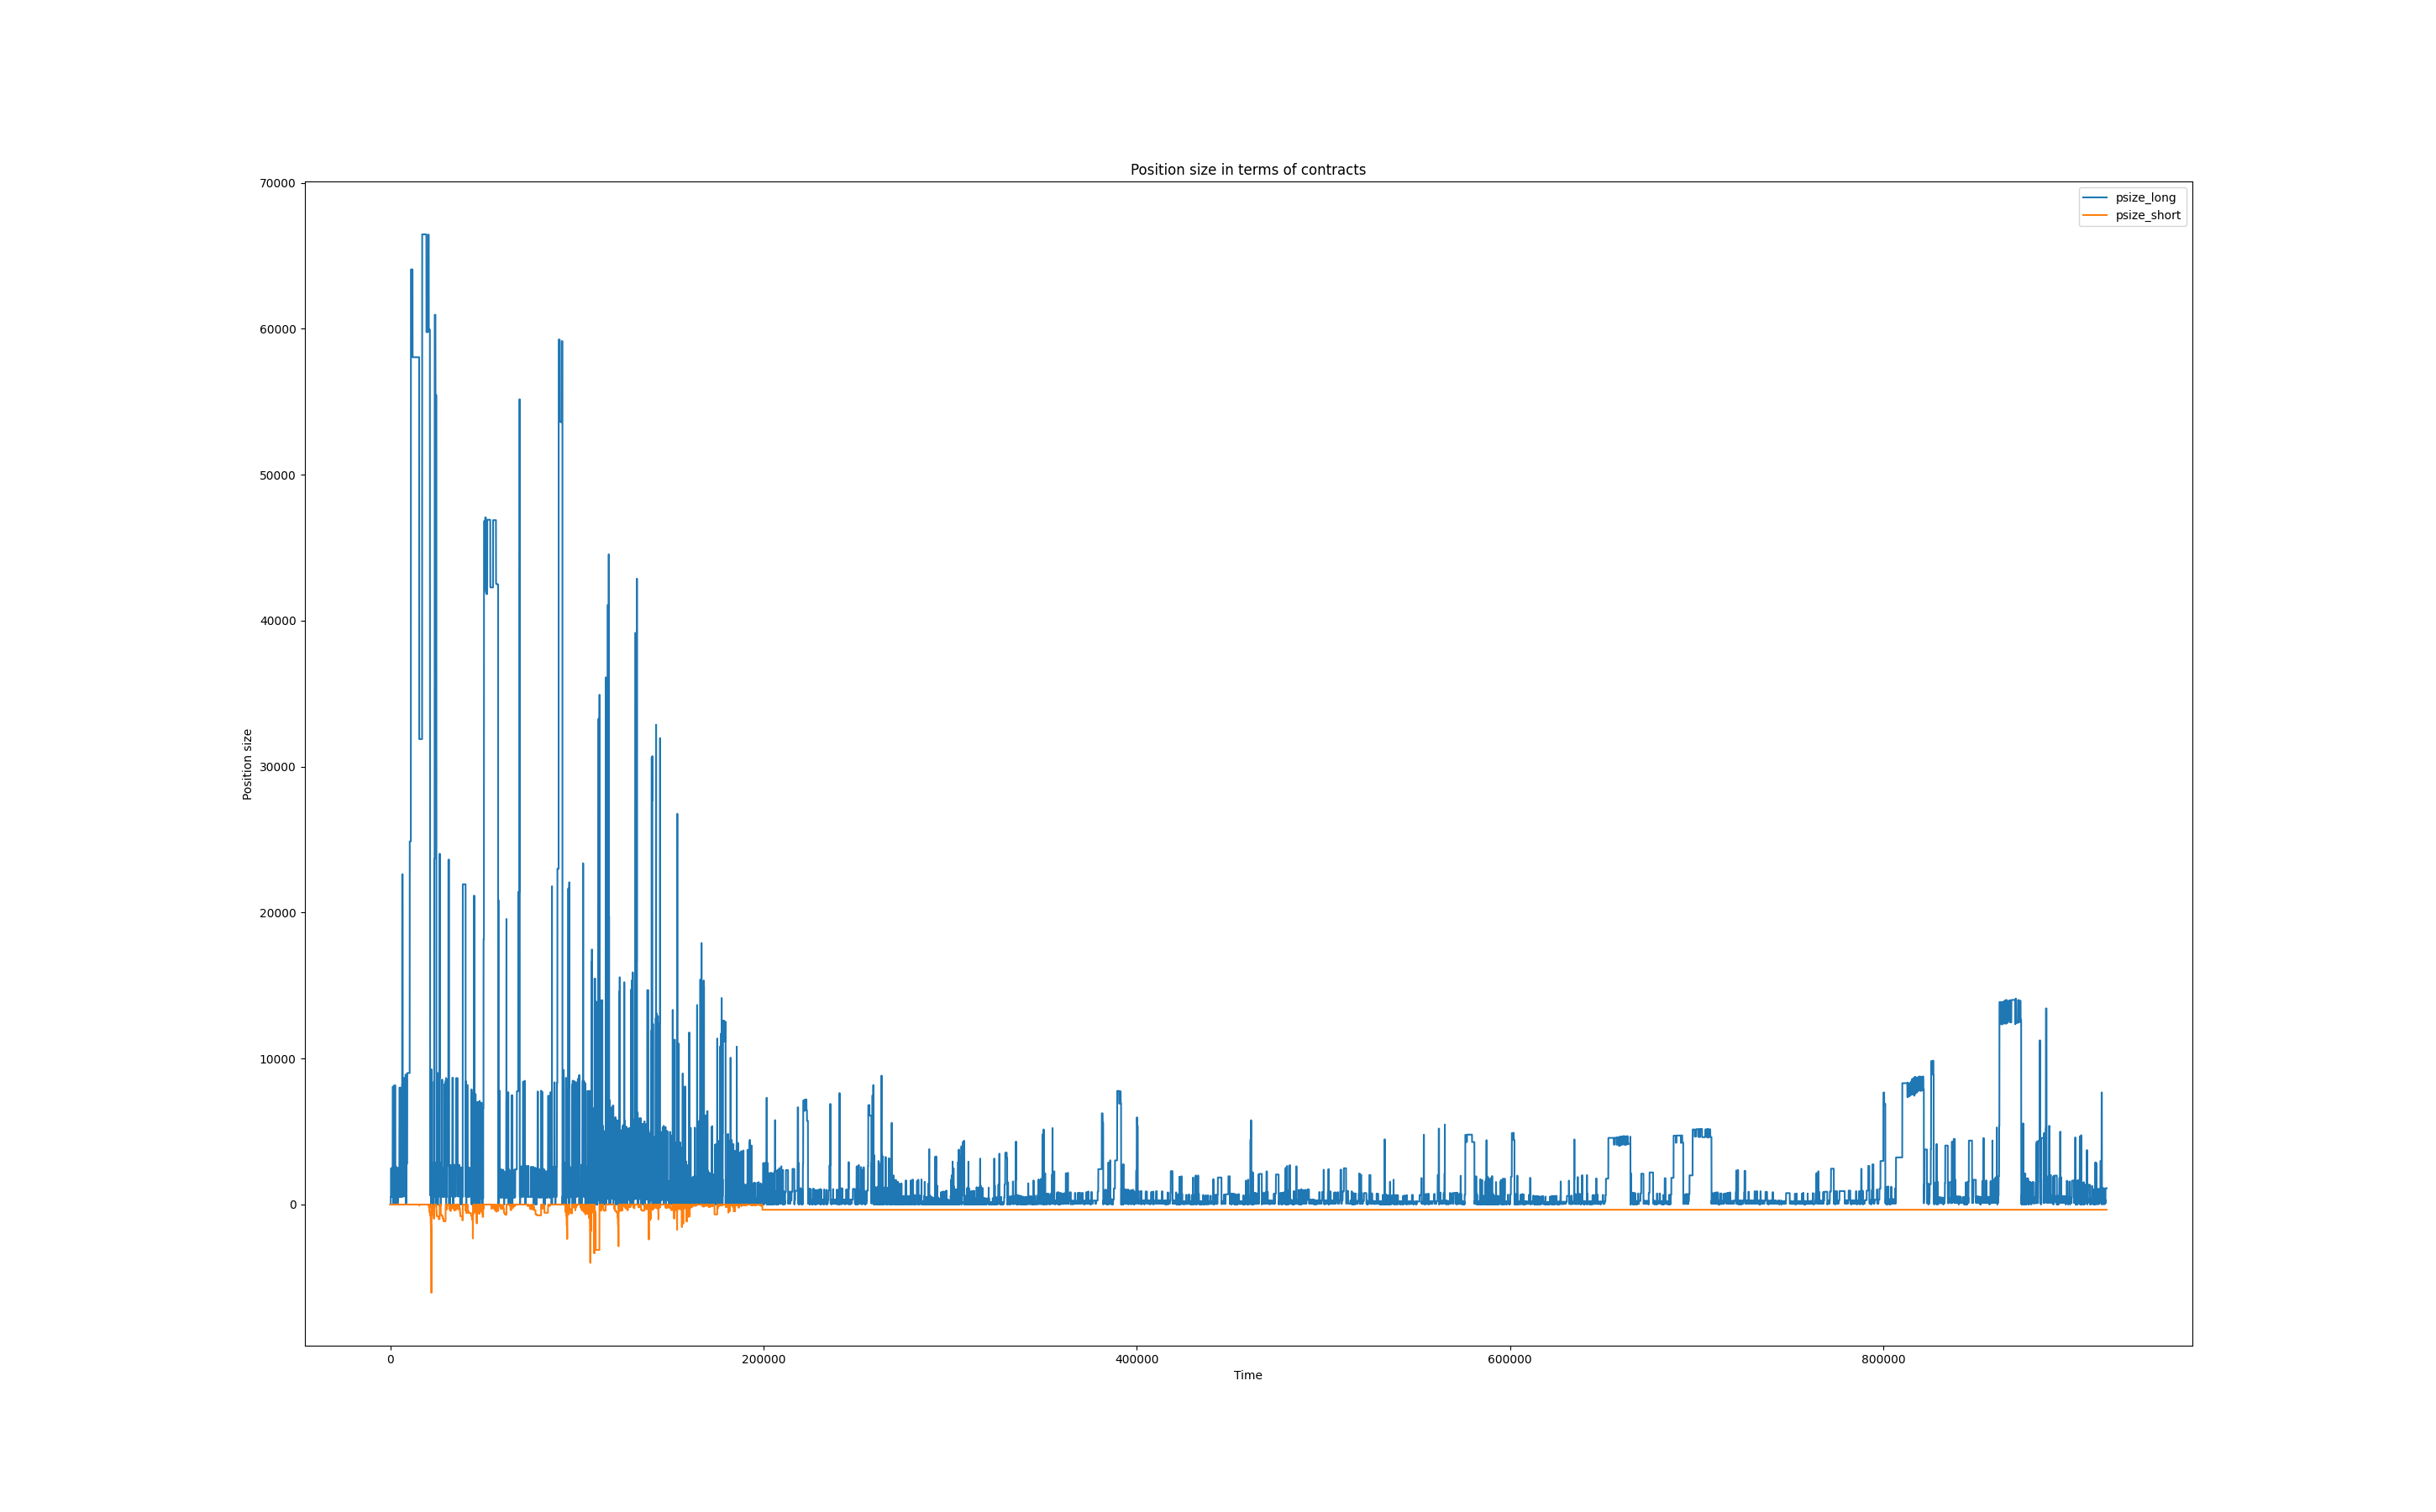 Position size in terms of contracts
psize_long
psize_short
70000
60000
50000
40000
30000
20000
10000
0
Position size
0 200000 400000 600000 800000
Time